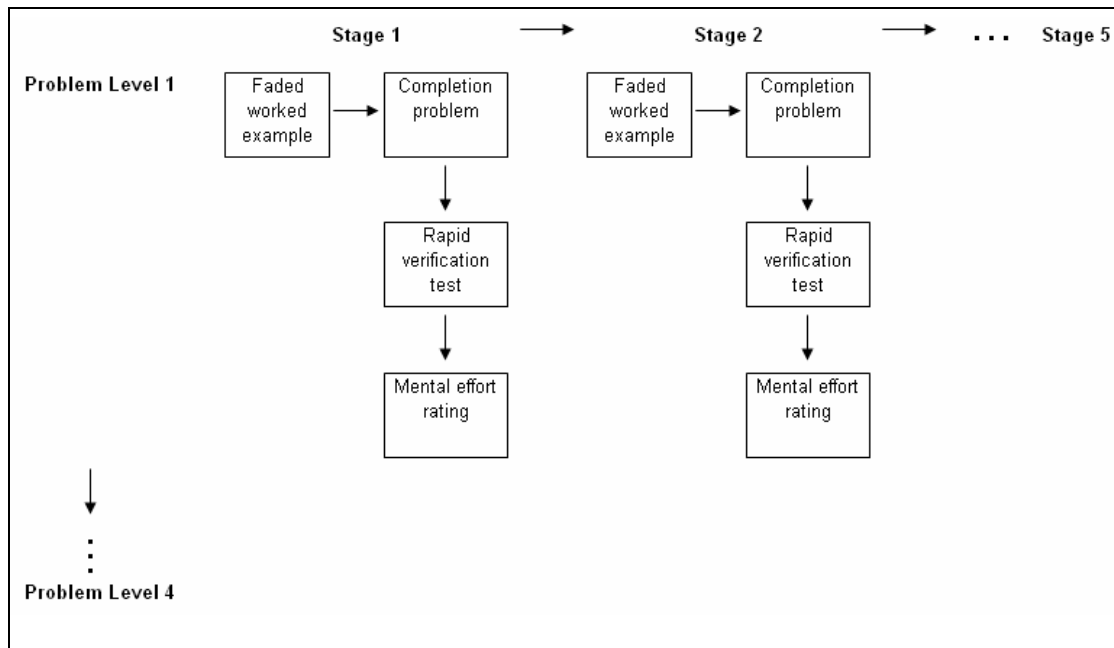 Stage 1
Stage 2
... Stage 5
Problem Level 1
Faded
worked
example
Completion
problem
Faded
worked
example
Completion
problem
Rapid
verification
test
Rapid
verification
test
Mental effort
rating
Mental effort
rating
Problem Level 4